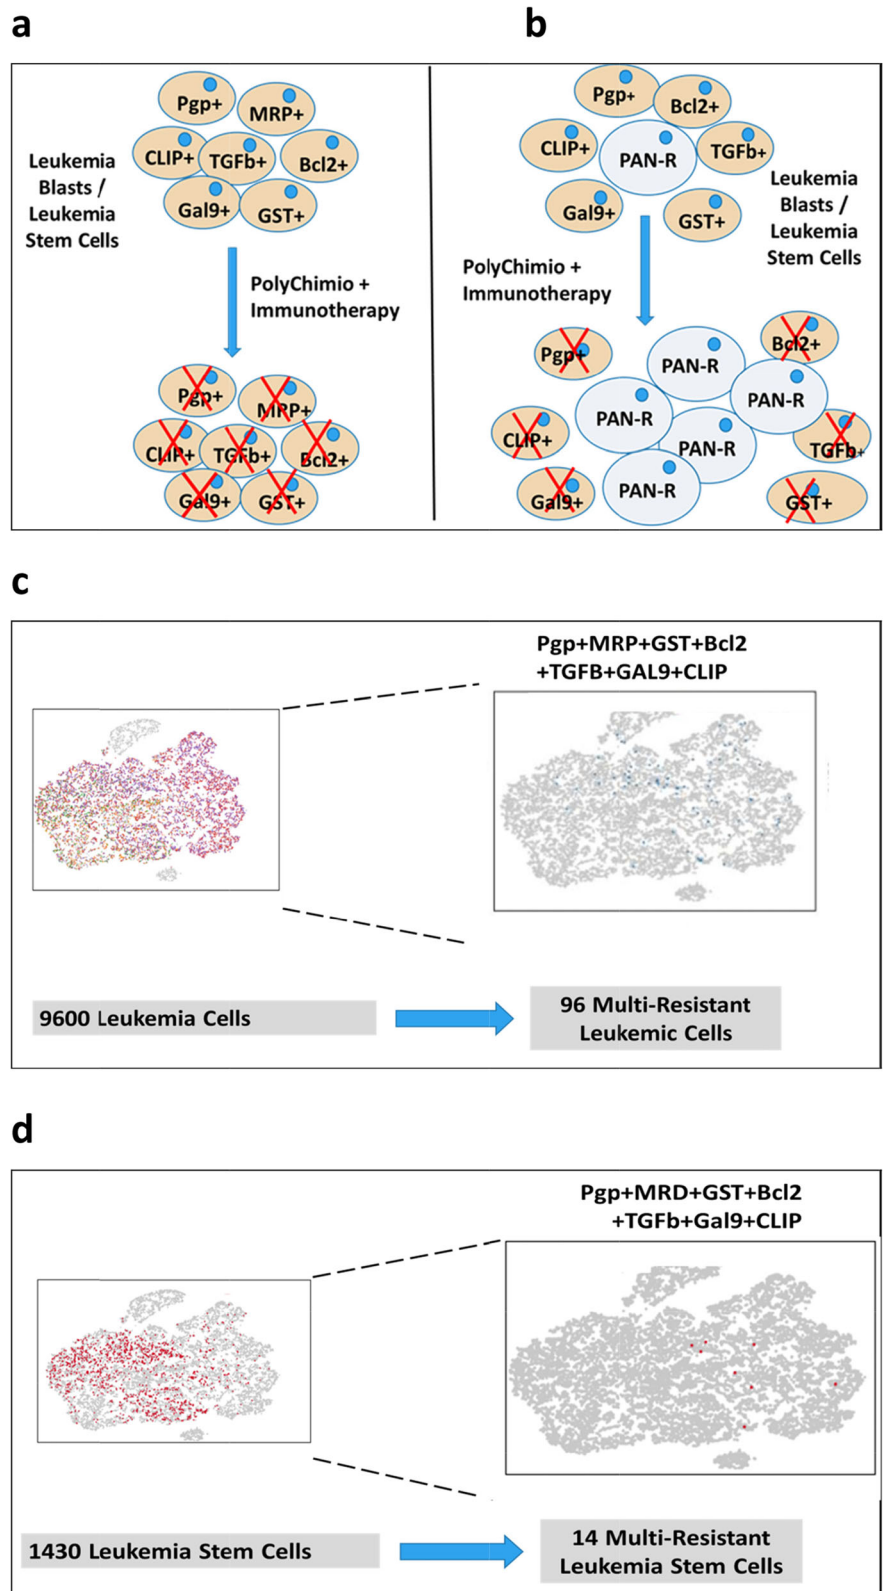 a
b
Pgp+
MRP+
CLIP+
TGFb+
Bcl2+
Gal9+
GST+
Leukemia
Blasts /
Leukemia
Stem Cells
PolyChimio +
Immunotherapy
Pgp+
MRP+
CLIP+
TGFb+
Bcl2+
Gal9+
GST+
Pgp+
Bcl2+
CLIP+
PAN-R
TGFb+
Gal9+
GST+
Leukemia
Blasts /
Leukemia
Stem Cells
PolyChimio +
Immunotherapy
Pgp+
PAN-R
Bcl2+
PAN-R
PAN-R
CLIP+
PAN-R
TGFb+
Gal9+
PAN-R
GST+
c
Pgp+MRP+GST+Bcl2
+TGFB+GAL9+CLIP
9600 Leukemia Cells
96 Multi-Resistant
Leukemic Cells
d
Pgp+MRD+GST+Bcl2
+TGFb+Gal9+CLIP
1430 Leukemia Stem Cells
14 Multi-Resistant
Leukemia Stem Cells